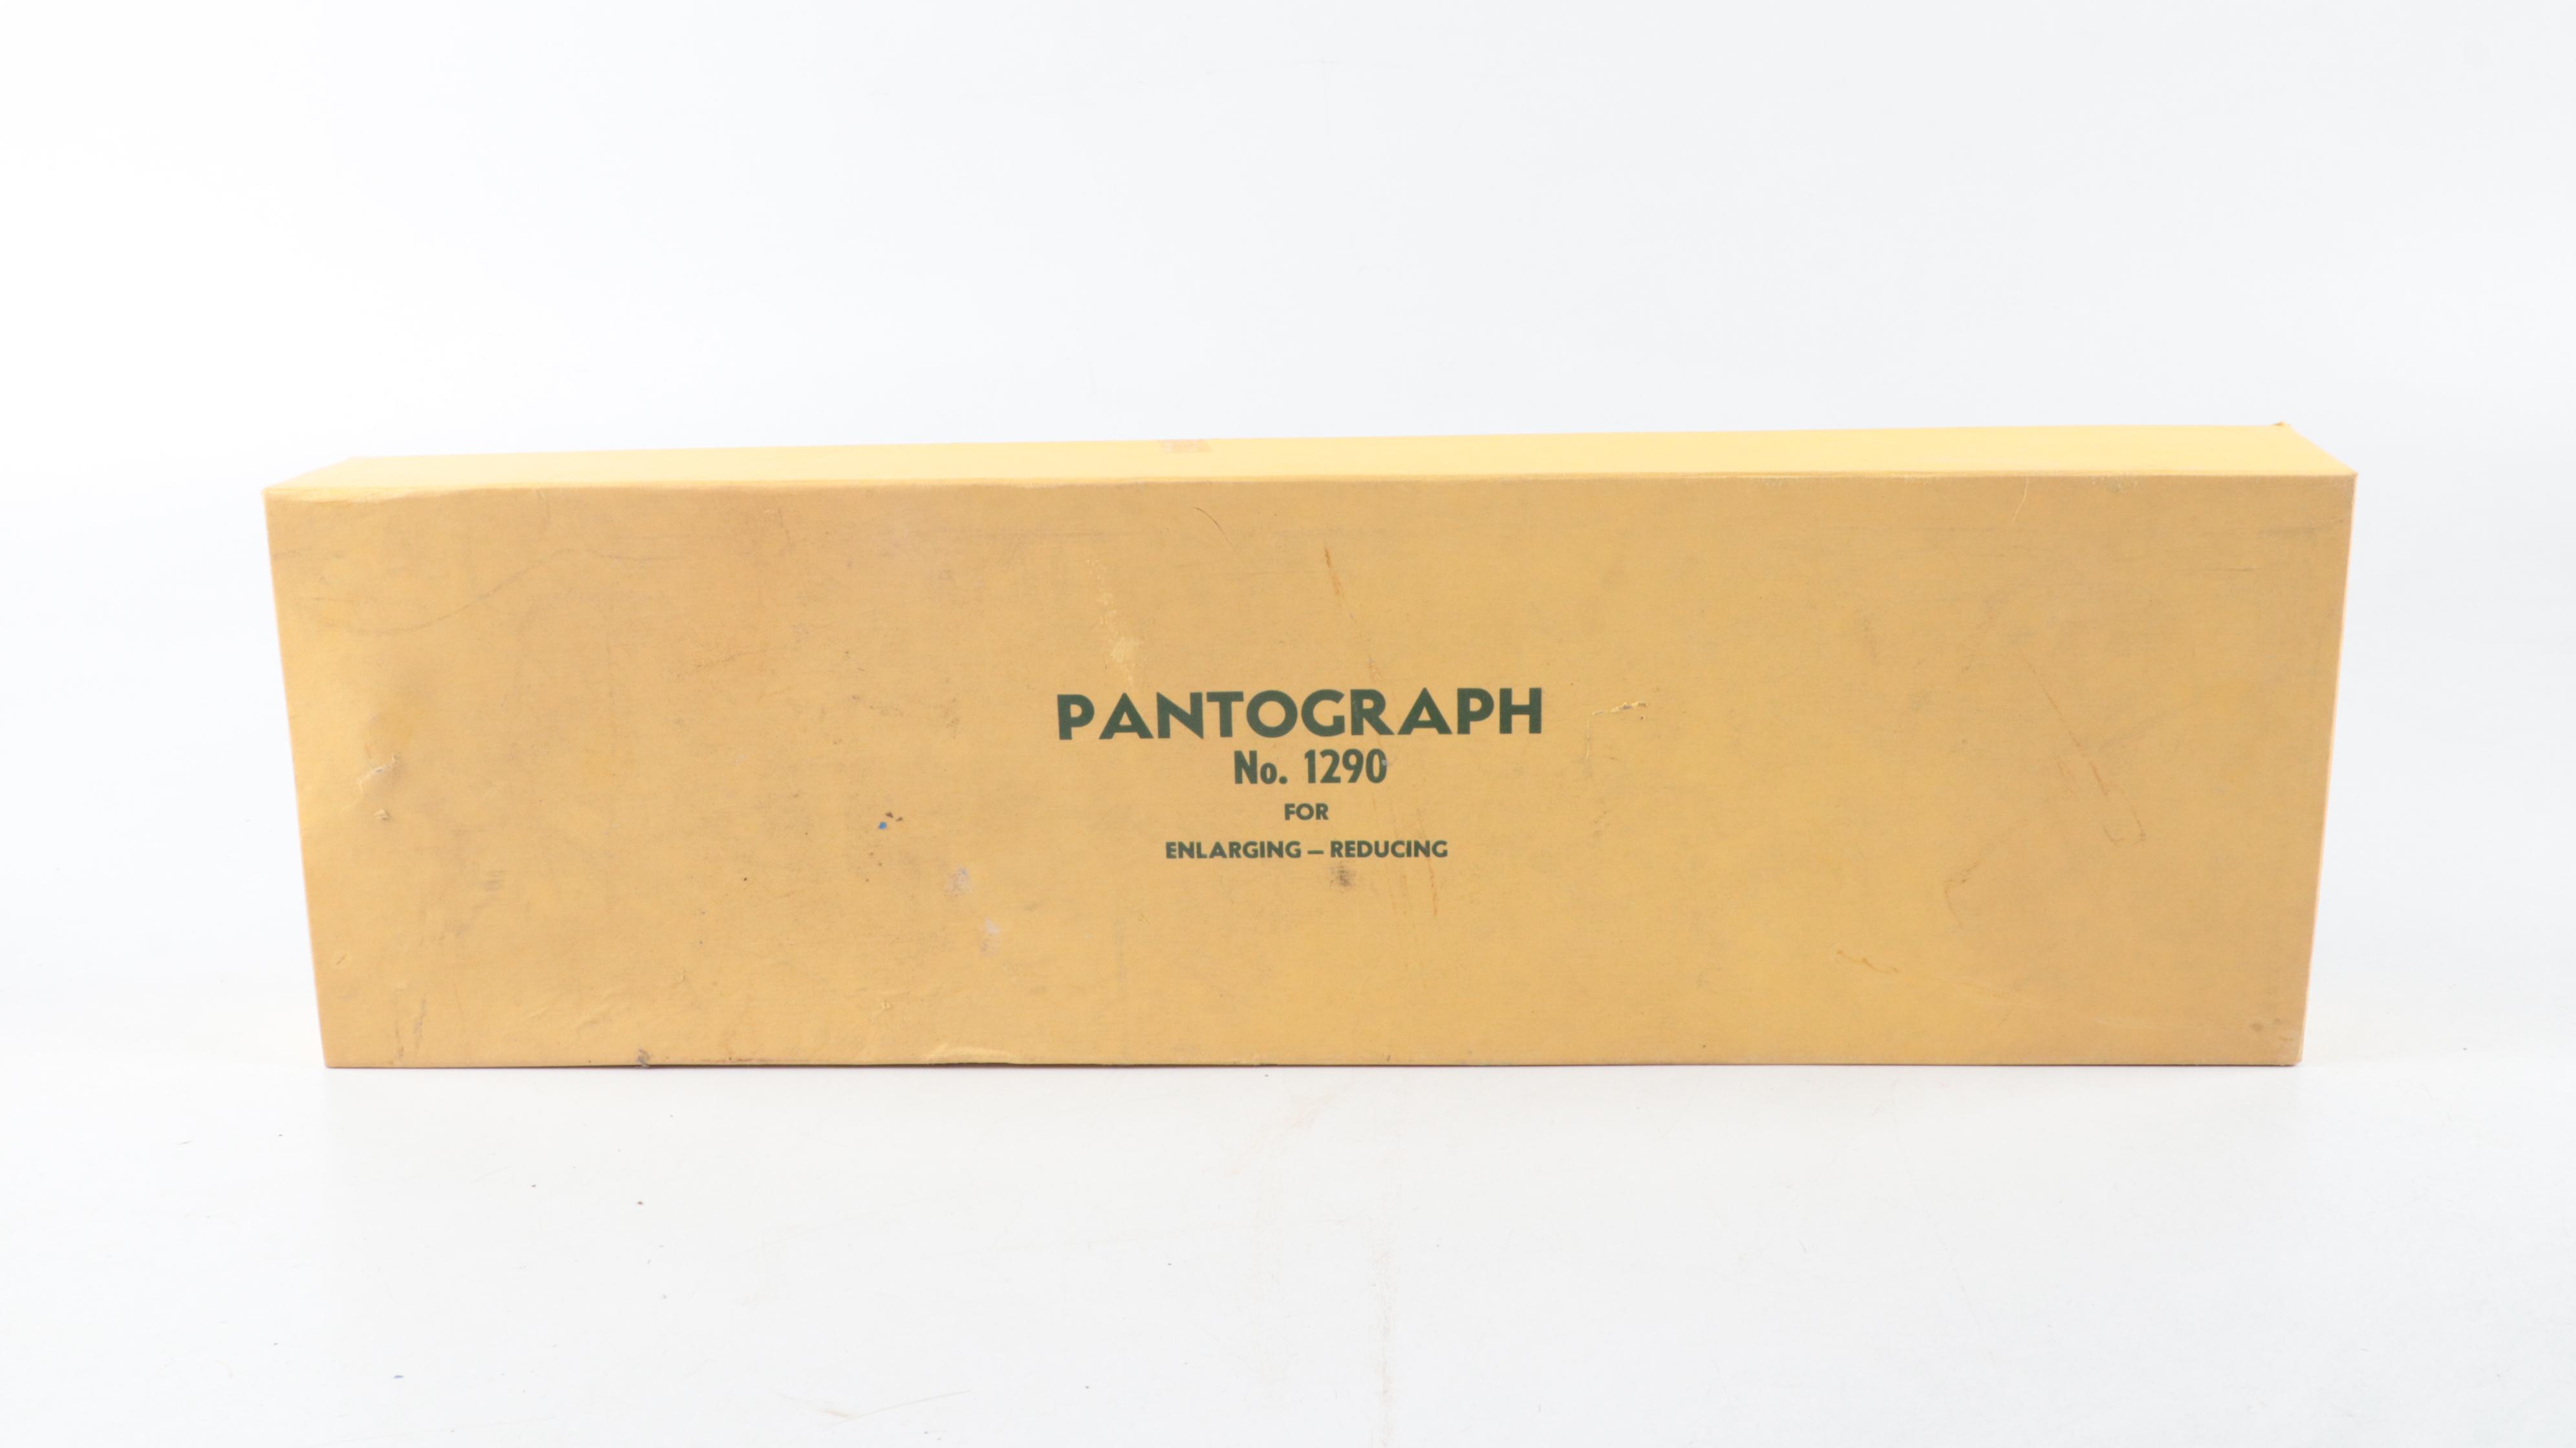 PANTOGRAPH
No. 1290
FOR
ENLARGING — REDUCING